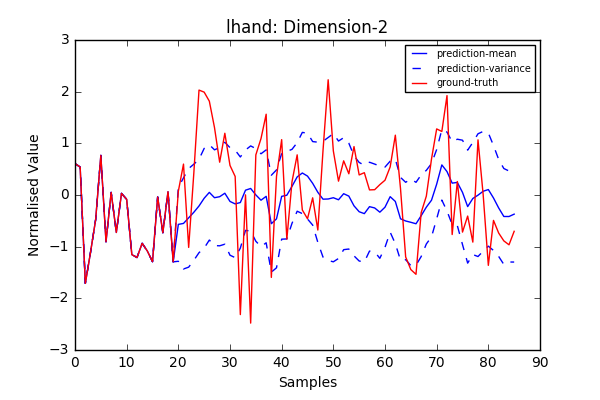 lhand: Dimension-2
3
2
1
0
−1
−2
−3
Normalised Value
prediction-mean
prediction-variance
ground-truth
0 10 20 30 40 50 60 70 80 90
Samples